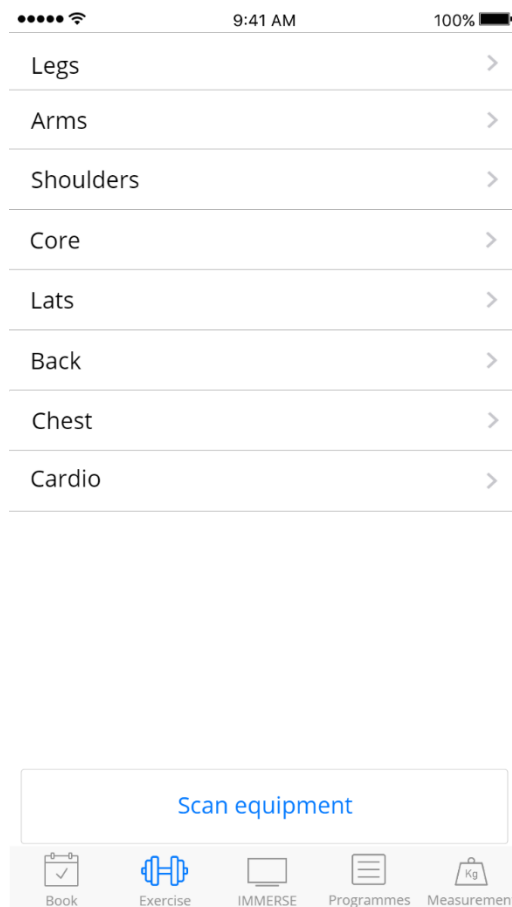 9:41 AM 100%
Legs
Arms
Shoulders
Core
Lats
Back
Chest
Cardio
Scan equipment
Kg
Book Exercise IMMERSE Programmes Measuremen